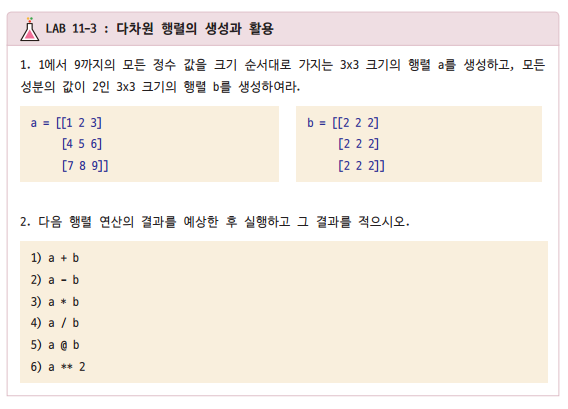 LAB 11-3 : 다차원 행렬의 생성과 활용
1. 1에서 9까지의 모든 정수 값을 크기 순서대로 가지는 3x3 크기의 행렬 a를 생성하고, 모든
성분의 값이 2인 3x3 크기의 행렬 b를 생성하여라.
a = [[1 2 3]
[4 5 6]
[7 8 9]]
b = [[2 2 2]
[2 2 2]
[2 2 2]]
2. 다음 행렬 연산의 결과를 예상한 후 실행하고 그 결과를 적으시오.
1) a + b
2) a - b
3) a * b
4) a / b
5) a @ b
6) a ** 2